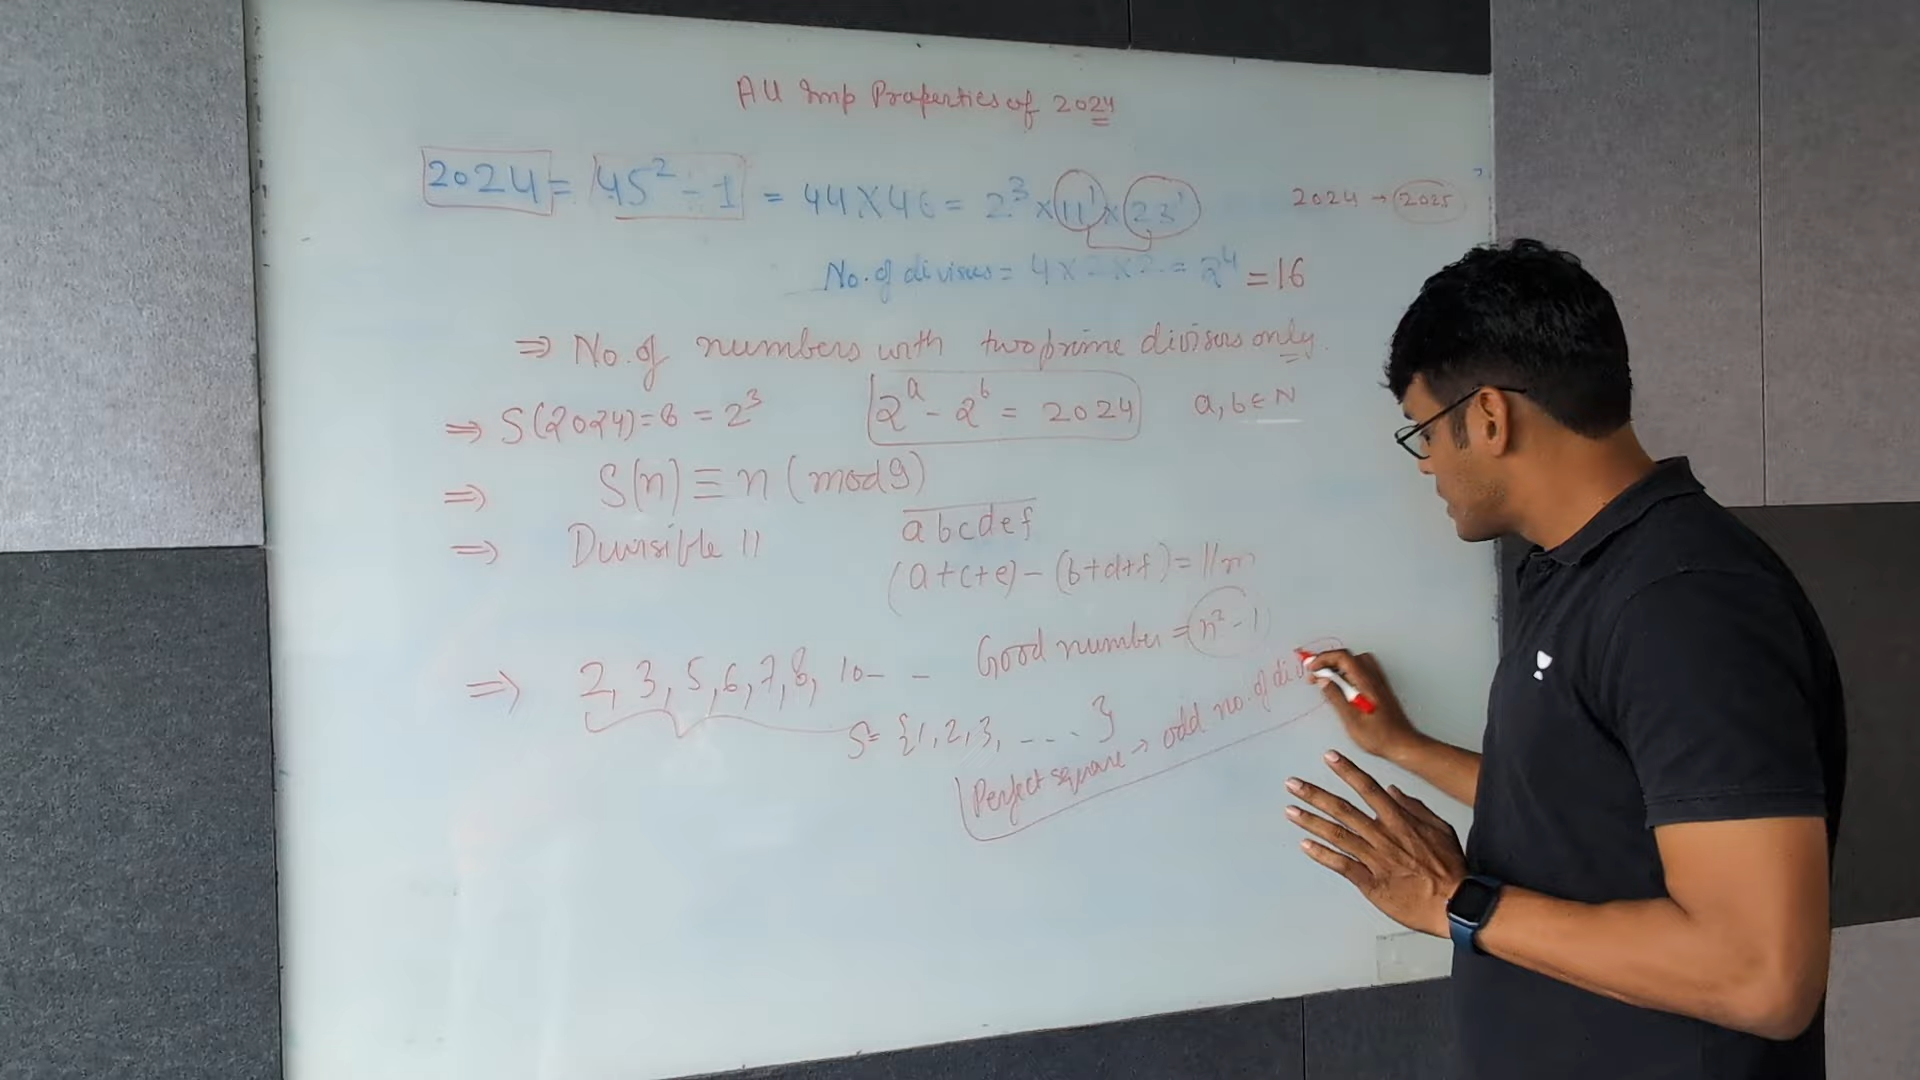 All Imp Properties of 2024
2024 = 45² - 1 = 44 × 46 = 2³ × 11¹ × 23¹
2024 → 2025
No. of divisors = 4 × 2 × 2 = 2⁴ = 16
⇒ No. of numbers with two prime divisors only.
⇒ S(2024) = 8 = 2³ 2ᵃ - 2ᵇ = 2024 a, b ∈ N
⇒ S(n) ≡ n (mod 9)
⇒ Divisible 11 abcdef
(a+c+e) - (b+d+f) = 11m
Good number = n² - 1
⇒ 2, 3, 5, 6, 7, 8, 10 - -
S = {1, 2, 3, ....}
Perfect square → odd no. of